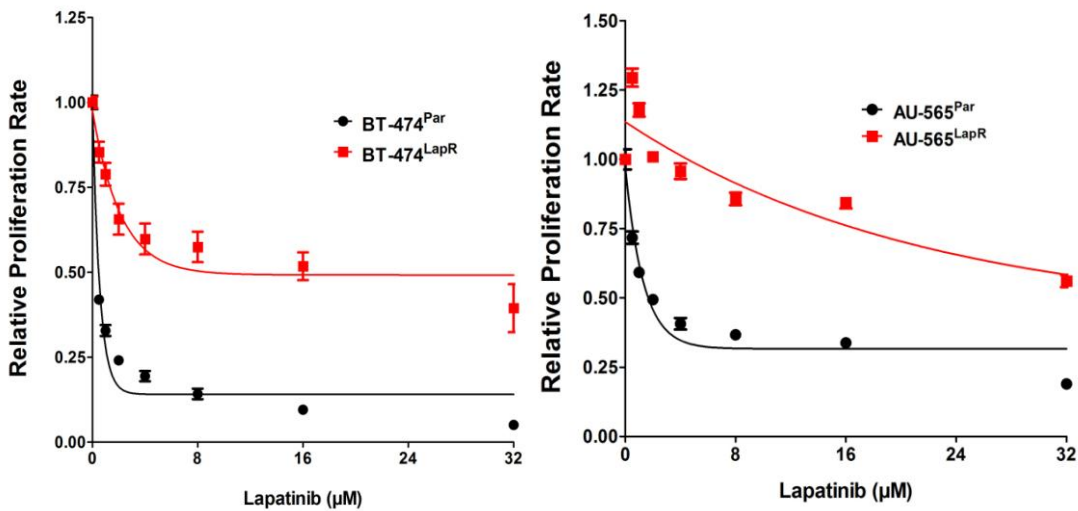 Relative Proliferation Rate
1.25
1.00
0.75
0.50
0.25
0.00
0
8
16
24
32
Lapatinib (µM)
BT-474Par
BT-474LapR
Relative Proliferation Rate
1.50
1.25
1.00
0.75
0.50
0.25
0.00
0
8
16
24
32
Lapatinib (µM)
AU-565Par
AU-565LapR